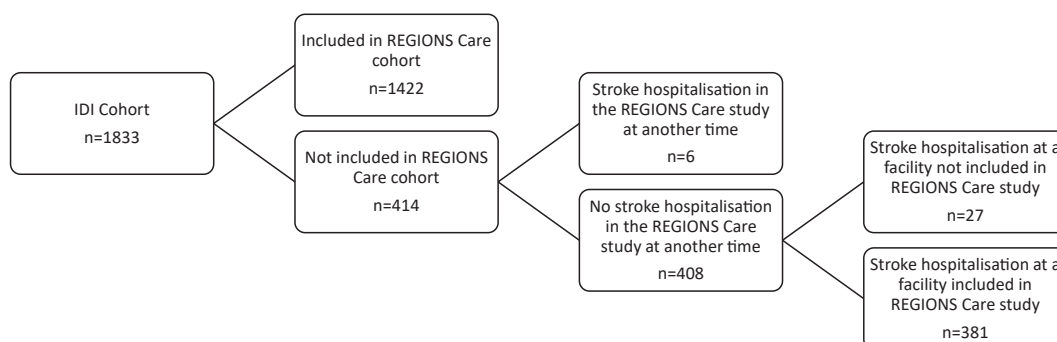 IDI Cohort
n=1833
Included in REGIONS Care
cohort
n=1422
Not included in REGIONS
Care cohort
n=414
Stroke hospitalisation in
the REGIONS Care study
at another time
n=6
No stroke hospitalisation
in the REGIONS Care
study at another time
n=408
Stroke hospitalisation at a
facility not included in
REGIONS Care study
n=27
Stroke hospitalisation at a
facility included in
REGIONS Care study
n=381